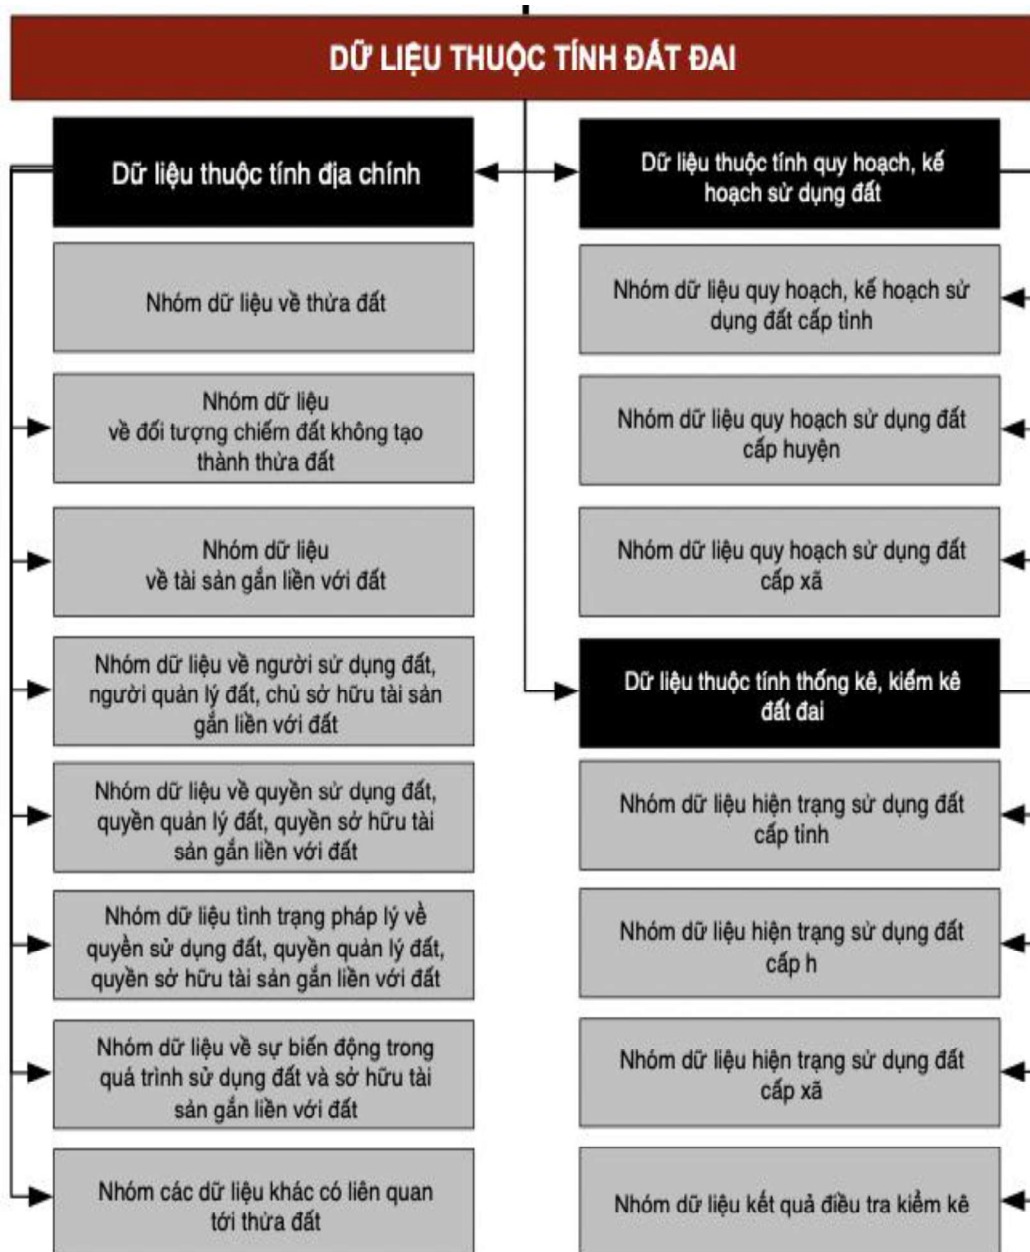 DỮ LIỆU THUỘC TÍNH ĐẤT ĐAI
Dữ liệu thuộc tính địa chính
Nhóm dữ liệu về thửa đất
Nhóm dữ liệu
về đối tượng chiếm đất không tạo
thành thửa đất
Nhóm dữ liệu
về tài sản gắn liền với đất
Nhóm dữ liệu về người sử dụng đất,
người quản lý đất, chủ sở hữu tài sản
gắn liền với đất
Nhóm dữ liệu về quyền sử dụng đất,
quyền quản lý đất, quyền sở hữu tài
sản gắn liền với đất
Nhóm dữ liệu tình trạng pháp lý về
quyền sử dụng đất, quyền quản lý đất,
quyền sở hữu tài sản gắn liền với đất
Nhóm dữ liệu về sự biến động trong
quá trình sử dụng đất và sở hữu tài
sản gắn liền với đất
Nhóm các dữ liệu khác có liên quan
tới thửa đất
Dữ liệu thuộc tính quy hoạch, kế
hoạch sử dụng đất
Nhóm dữ liệu quy hoạch, kế hoạch sử
dụng đất cấp tỉnh
Nhóm dữ liệu quy hoạch sử dụng đất
cấp huyện
Nhóm dữ liệu quy hoạch sử dụng đất
cấp xã
Dữ liệu thuộc tính thống kê, kiểm kê
đất đai
Nhóm dữ liệu hiện trạng sử dụng đất
cấp tỉnh
Nhóm dữ liệu hiện trạng sử dụng đất
cấp h
Nhóm dữ liệu hiện trạng sử dụng đất
cấp xã
Nhóm dữ liệu kết quả điều tra kiểm kê